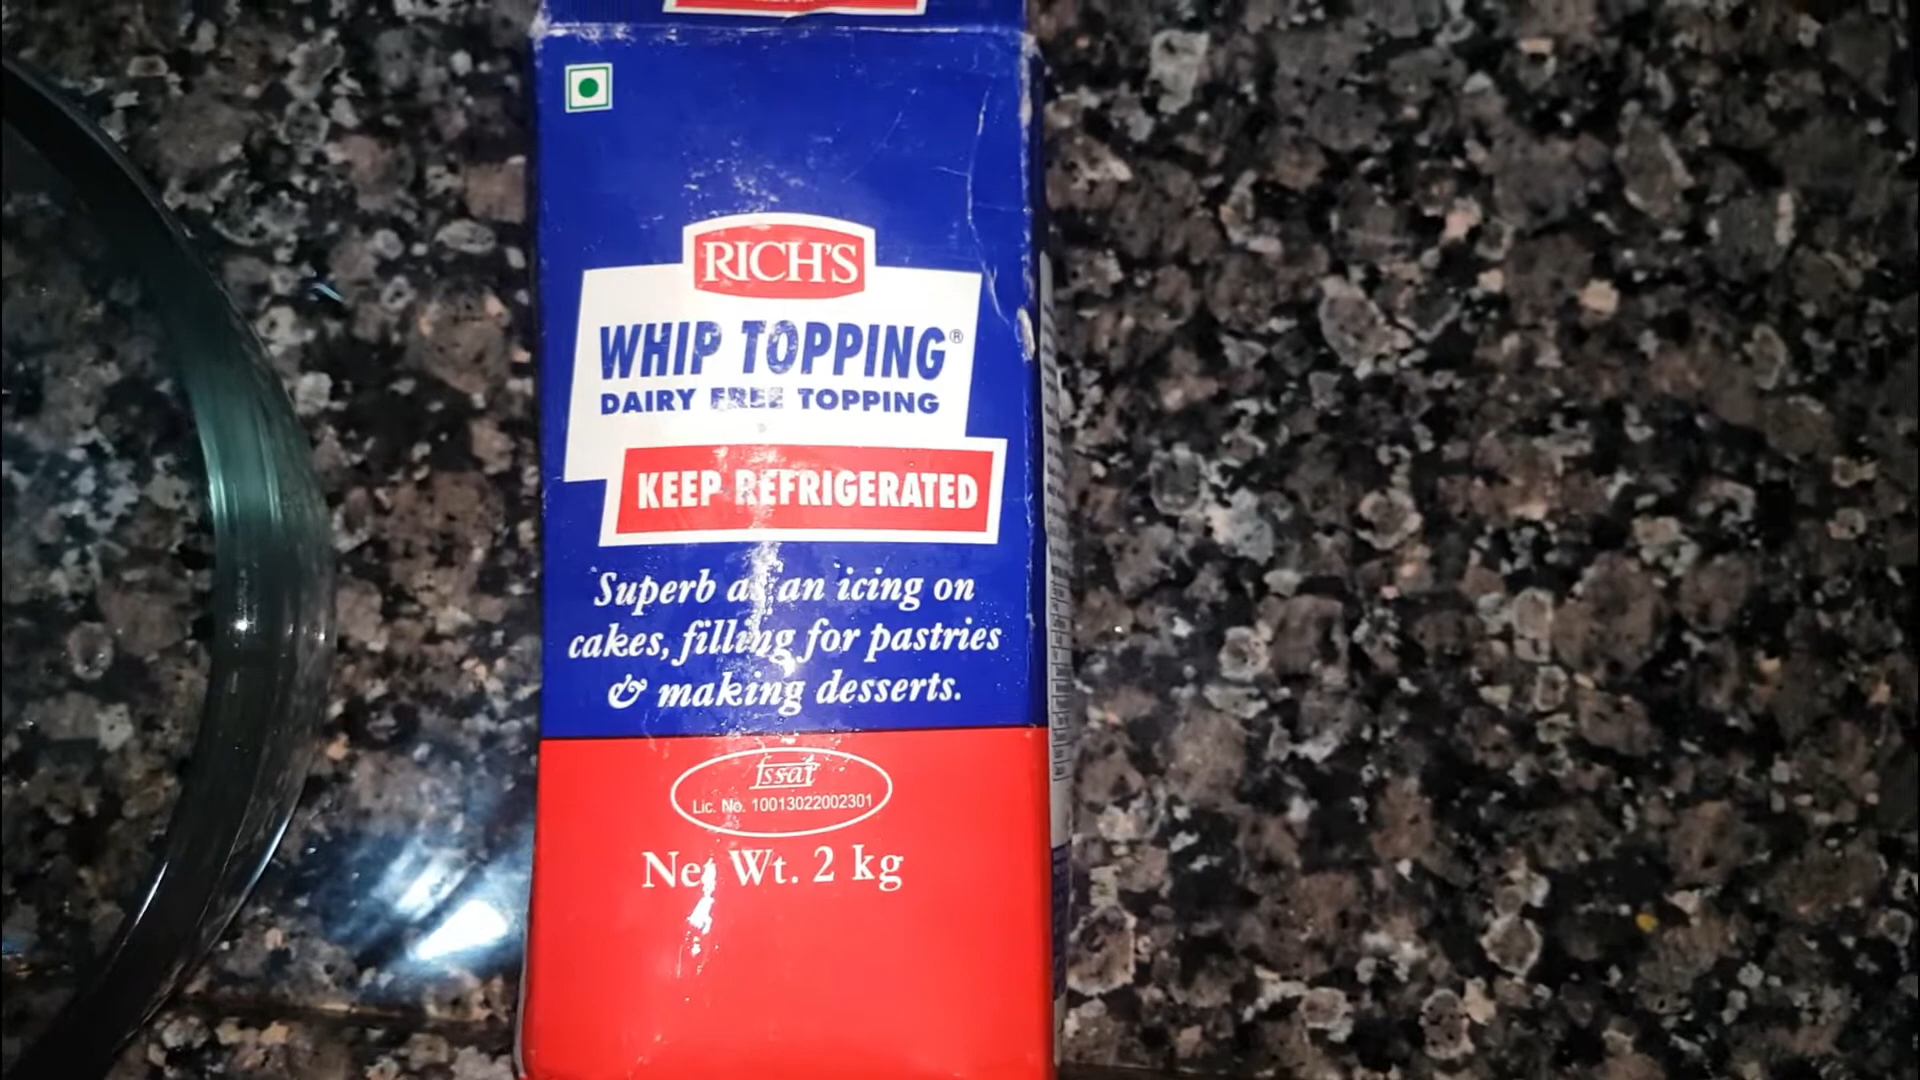 RICH'S
WHIP TOPPING®
DAIRY FREE TOPPING
KEEP REFRIGERATED
Superb as an icing on
cakes, filling for pastries
& making desserts.
fssai
Lic. No. 10013022002301
Net Wt. 2 kg